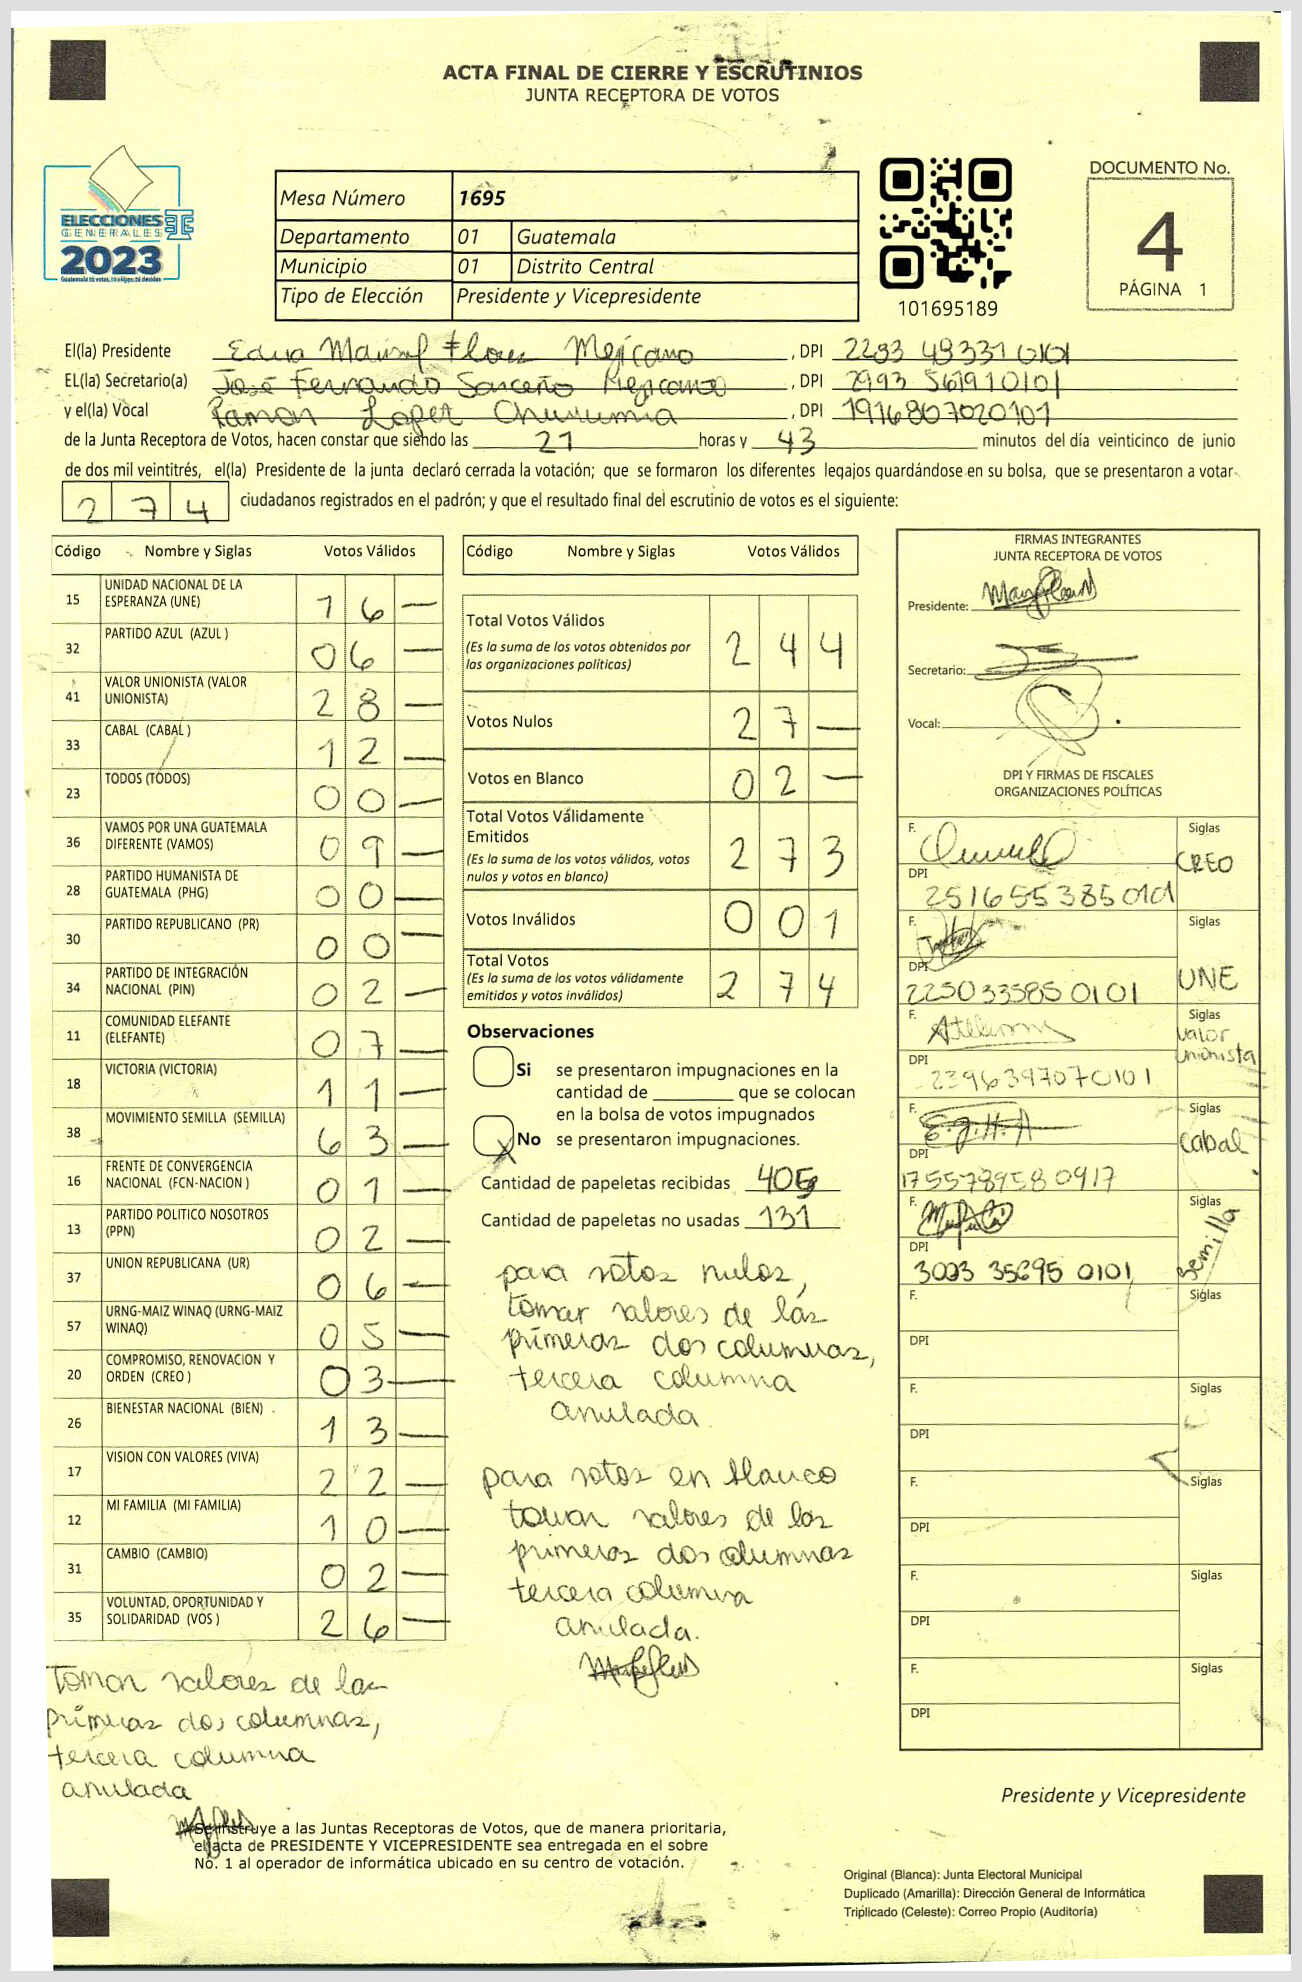 ACTA FINAL DE CIERRE Y ESCRUTINIOS
JUNTA RECEPTORA DE VOTOS
ELECCIONES
GENERALES
2023
Guatemala tú votas, tú eliges, tú decides
Mesa Número 1695
Departamento 01 Guatemala
Municipio 01 Distrito Central
Tipo de Elección Presidente y Vicepresidente
101695189
DOCUMENTO No.
4
PÁGINA 1
El(la) Presidente Flores Mejicano , DPI 2293 49331 0101
EL(la) Secretario(a) José Fernando Sarceño Mejicano , DPI 2993 56191 0101
y el(la) Vocal Ramon Lopez , DPI 1916807020101
de la Junta Receptora de Votos, hacen constar que siendo las 21 horas y 43 minutos del día veinticinco de junio
de dos mil veintitrés, el(la) Presidente de la junta declaró cerrada la votación; que se formaron los diferentes legajos guardándose en su bolsa, que se presentaron a votar
2 7 4 ciudadanos registrados en el padrón; y que el resultado final del escrutinio de votos es el siguiente:
Código Nombre y Siglas Votos Válidos
15 UNIDAD NACIONAL DE LA
ESPERANZA (UNE) 1 6 —
32 PARTIDO AZUL (AZUL ) 0 6 —
41 VALOR UNIONISTA (VALOR
UNIONISTA) 2 8 —
33 CABAL (CABAL ) 1 2 —
23 TODOS (TODOS) 0 0 —
36 VAMOS POR UNA GUATEMALA
DIFERENTE (VAMOS) 0 9 —
28 PARTIDO HUMANISTA DE
GUATEMALA (PHG) 0 0 —
30 PARTIDO REPUBLICANO (PR) 0 0 —
34 PARTIDO DE INTEGRACIÓN
NACIONAL (PIN) 0 2 —
11 COMUNIDAD ELEFANTE
(ELEFANTE) 0 7 —
18 VICTORIA (VICTORIA) 1 1 —
38 MOVIMIENTO SEMILLA (SEMILLA) 6 3 —
16 FRENTE DE CONVERGENCIA
NACIONAL (FCN-NACION ) 0 1 —
13 PARTIDO POLITICO NOSOTROS
(PPN) 0 2 —
37 UNION REPUBLICANA (UR) 0 6 —
57 URNG-MAIZ WINAQ (URNG-MAIZ
WINAQ) 0 5 —
20 COMPROMISO, RENOVACION Y
ORDEN (CREO ) 0 3 —
26 BIENESTAR NACIONAL (BIEN) 1 3 —
17 VISION CON VALORES (VIVA) 2 2 —
12 MI FAMILIA (MI FAMILIA) 1 0 —
31 CAMBIO (CAMBIO) 0 2 —
35 VOLUNTAD, OPORTUNIDAD Y
SOLIDARIDAD (VOS ) 2 6 —
Tomar valores de las
primeras dos columnas,
tercera columna
anulada
Código Nombre y Siglas Votos Válidos
Total Votos Válidos 2 4 4
(Es la suma de los votos obtenidos por
las organizaciones políticas)
Votos Nulos 2 7 —
Votos en Blanco 0 2 —
Total Votos Válidamente
Emitidos 2 7 3
(Es la suma de los votos válidos, votos
nulos y votos en blanco)
Votos Inválidos 0 0 1
Total Votos 2 7 4
(Es la suma de los votos válidamente
emitidos y votos inválidos)
Observaciones
Si se presentaron impugnaciones en la
cantidad de ________ que se colocan
en la bolsa de votos impugnados
X No se presentaron impugnaciones.
Cantidad de papeletas recibidas 405
Cantidad de papeletas no usadas 131
para votos nulos,
tomar valores de las
primeras dos columnas,
tercera columna
anulada.
para votos en blanco
tomar valores de las
primeras dos columnas
tercera columna
anulada.
FIRMAS INTEGRANTES
JUNTA RECEPTORA DE VOTOS
Presidente:
Secretario:
Vocal:
DPI Y FIRMAS DE FISCALES
ORGANIZACIONES POLÍTICAS
F. Siglas
CREO
DPI
251655385 0101
F. Siglas
DPI
225033585 0101 UNE
F. Siglas
Valor
Unionista
DPI
2396397070101
F. E.J.H.A Siglas
Cabal
DPI
1755789580917
F. Siglas
Semilla
DPI
3023 35695 0101
F. Siglas
DPI
F. Siglas
DPI
F. Siglas
DPI
F. Siglas
DPI
F. Siglas
DPI
Presidente y Vicepresidente
Se instruye a las Juntas Receptoras de Votos, que de manera prioritaria,
el acta de PRESIDENTE Y VICEPRESIDENTE sea entregada en el sobre
No. 1 al operador de informática ubicado en su centro de votación.
Original (Blanca): Junta Electoral Municipal
Duplicado (Amarilla): Dirección General de Informática
Triplicado (Celeste): Correo Propio (Auditoría)